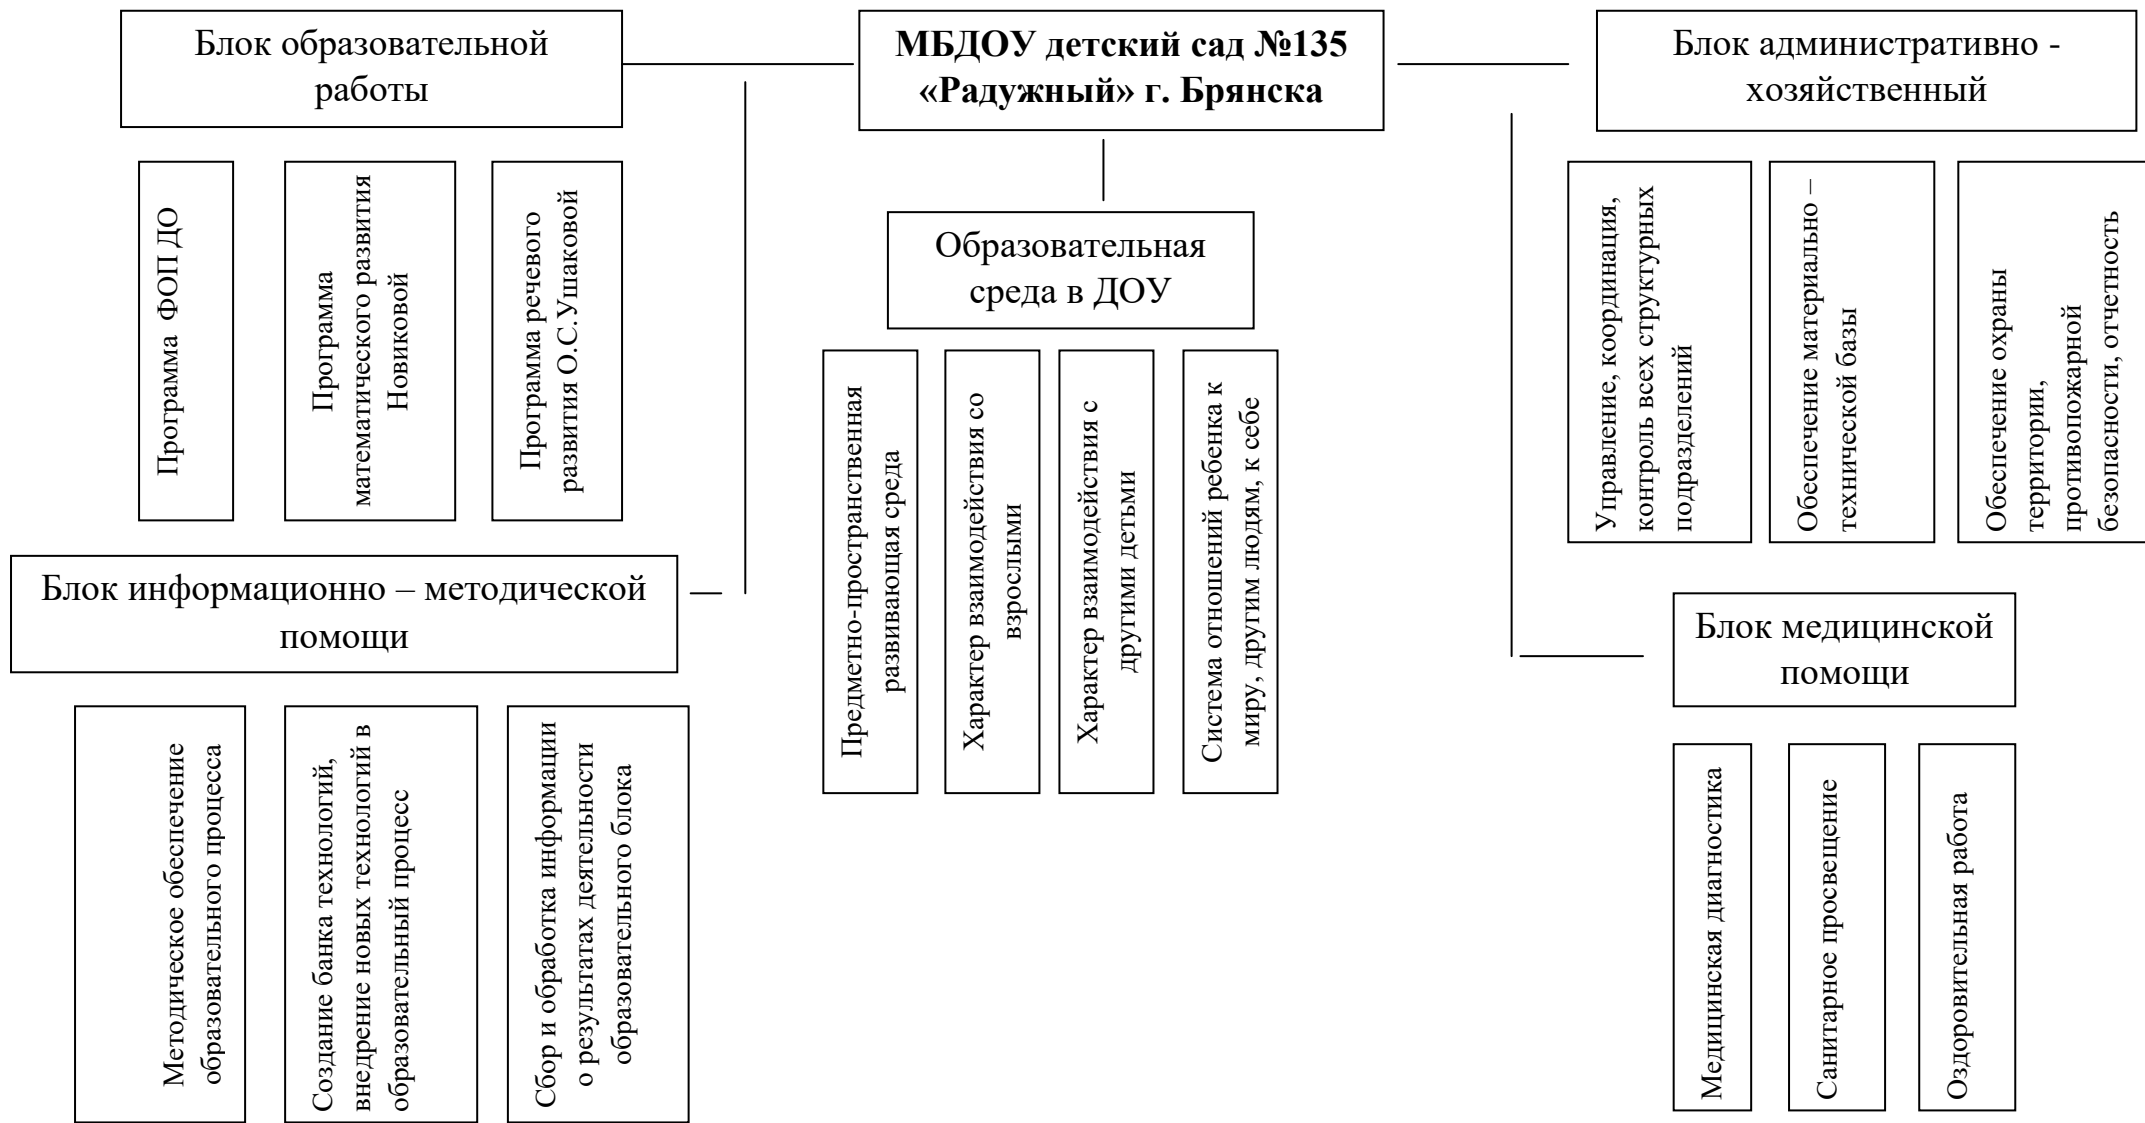 Блок образовательной
работы
МБДОУ детский сад №135
«Радужный» г. Брянска
Блок административно -
хозяйственный
Программа ФОП ДО
Программа
математического развития
Новиковой
Программа речевого
развития О.С.Ушаковой
Образовательная
среда в ДОУ
Предметно-пространственная
развивающая среда
Характер взаимодействия со
взрослыми
Характер взаимодействия с
другими детьми
Система отношений ребенка к
миру, другим людям, к себе
Управление, координация,
контроль всех структурных
подразделений
Обеспечение материально –
технической базы
Обеспечение охраны
территории,
противопожарной
безопасности, отчетность
Блок информационно – методической
помощи
Методическое обеспечение
образовательного процесса
Создание банка технологий,
внедрение новых технологий в
образовательный процесс
Сбор и обработка информации
о результатах деятельности
образовательного блока
Блок медицинской
помощи
Медицинская диагностика
Санитарное просвещение
Оздоровительная работа